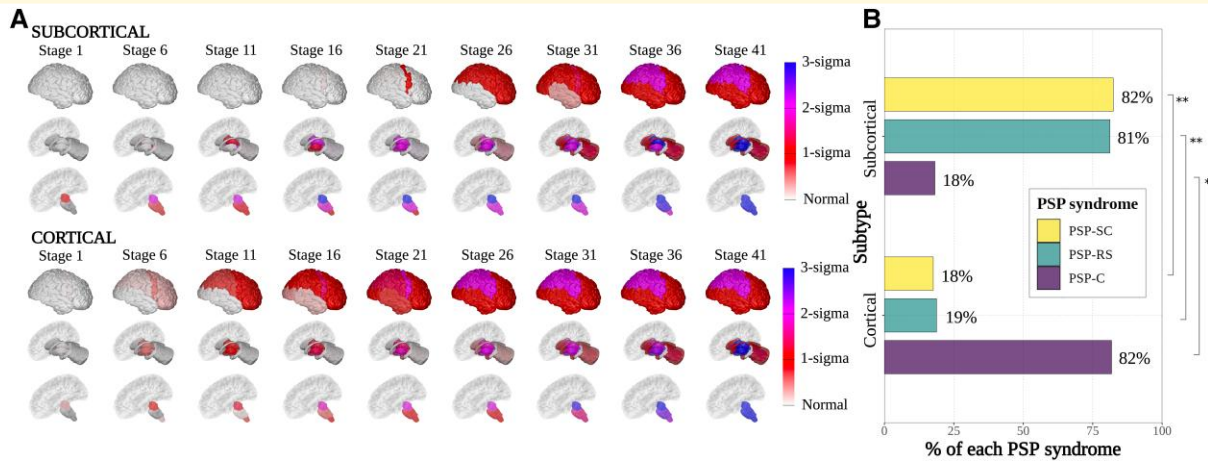 A
SUBCORTICAL
Stage 1 Stage 6 Stage 11 Stage 16 Stage 21 Stage 26 Stage 31 Stage 36 Stage 41
3-sigma
2-sigma
1-sigma
Normal
CORTICAL
Stage 1 Stage 6 Stage 11 Stage 16 Stage 21 Stage 26 Stage 31 Stage 36 Stage 41
3-sigma
2-sigma
1-sigma
Normal
B
Subtype
Subcortical
82%
81%
18%
**
**
*
PSP syndrome
PSP-SC
PSP-RS
PSP-C
Cortical
18%
19%
82%
0 25 50 75 100
% of each PSP syndrome